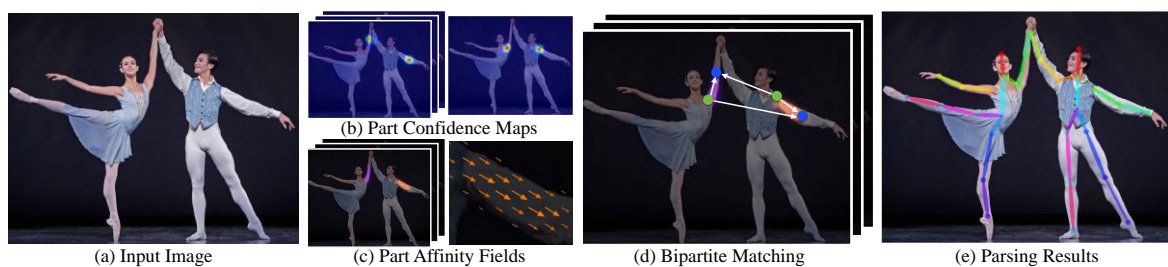 (a) Input Image
(b) Part Confidence Maps
(c) Part Affinity Fields
(d) Bipartite Matching
(e) Parsing Results